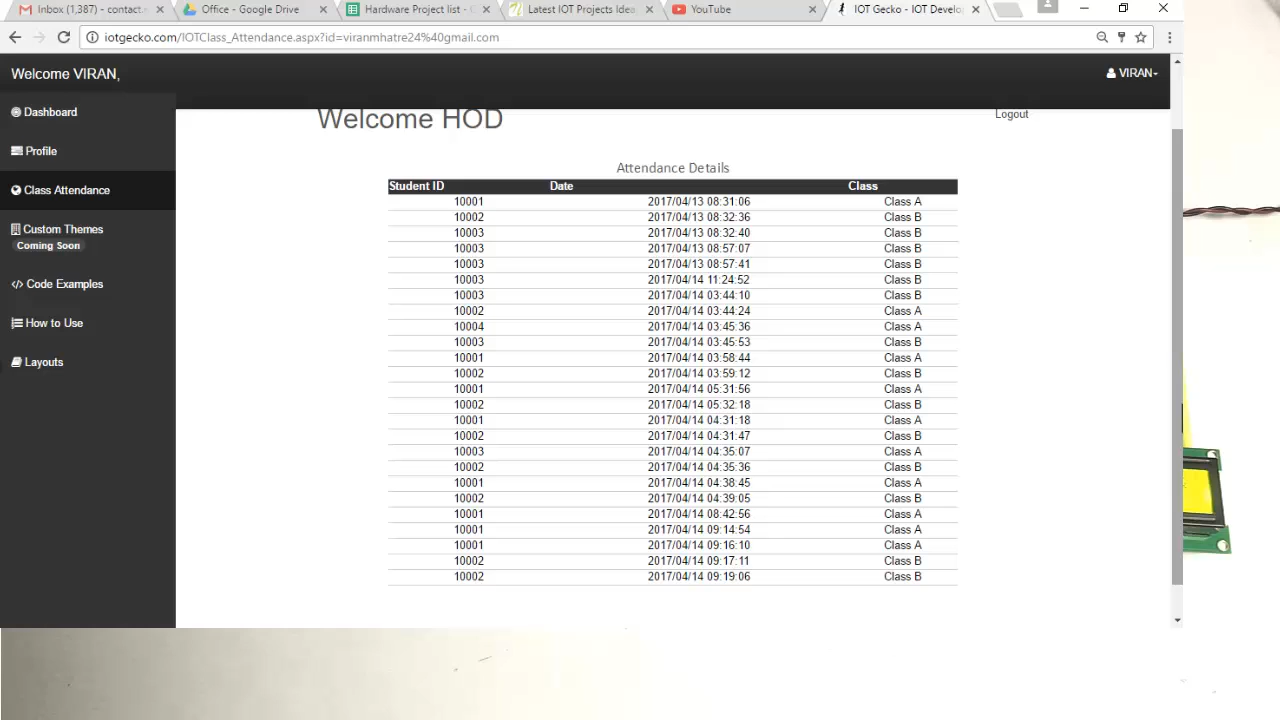 Inbox (1,387) - contact.
Office - Google Drive
Hardware Project list - G
Latest IOT Projects Idea
YouTube
IOT Gecko - IOT Develop
iotgecko.com/IOTClass_Attendance.aspx?id=viranmhatre24%40gmail.com
Welcome VIRAN,
VIRAN
Dashboard
Profile
Class Attendance
Custom Themes
Coming Soon
Code Examples
How to Use
Layouts
Welcome HOD
Logout
Attendance Details
Student ID Date Class
10001 2017/04/13 08:31:06 Class A
10002 2017/04/13 08:32:36 Class B
10003 2017/04/13 08:32:40 Class B
10003 2017/04/13 08:57:07 Class B
10003 2017/04/13 08:57:41 Class B
10003 2017/04/14 11:24:52 Class B
10003 2017/04/14 03:44:10 Class B
10002 2017/04/14 03:44:24 Class A
10004 2017/04/14 03:45:36 Class A
10003 2017/04/14 03:45:53 Class B
10001 2017/04/14 03:58:44 Class A
10002 2017/04/14 03:59:12 Class B
10001 2017/04/14 05:31:56 Class A
10002 2017/04/14 05:32:18 Class B
10001 2017/04/14 04:31:18 Class A
10002 2017/04/14 04:31:47 Class B
10003 2017/04/14 04:35:07 Class A
10002 2017/04/14 04:35:36 Class B
10001 2017/04/14 04:38:45 Class A
10002 2017/04/14 04:39:05 Class B
10001 2017/04/14 08:42:56 Class A
10001 2017/04/14 09:14:54 Class A
10001 2017/04/14 09:16:10 Class A
10002 2017/04/14 09:17:11 Class B
10002 2017/04/14 09:19:06 Class B